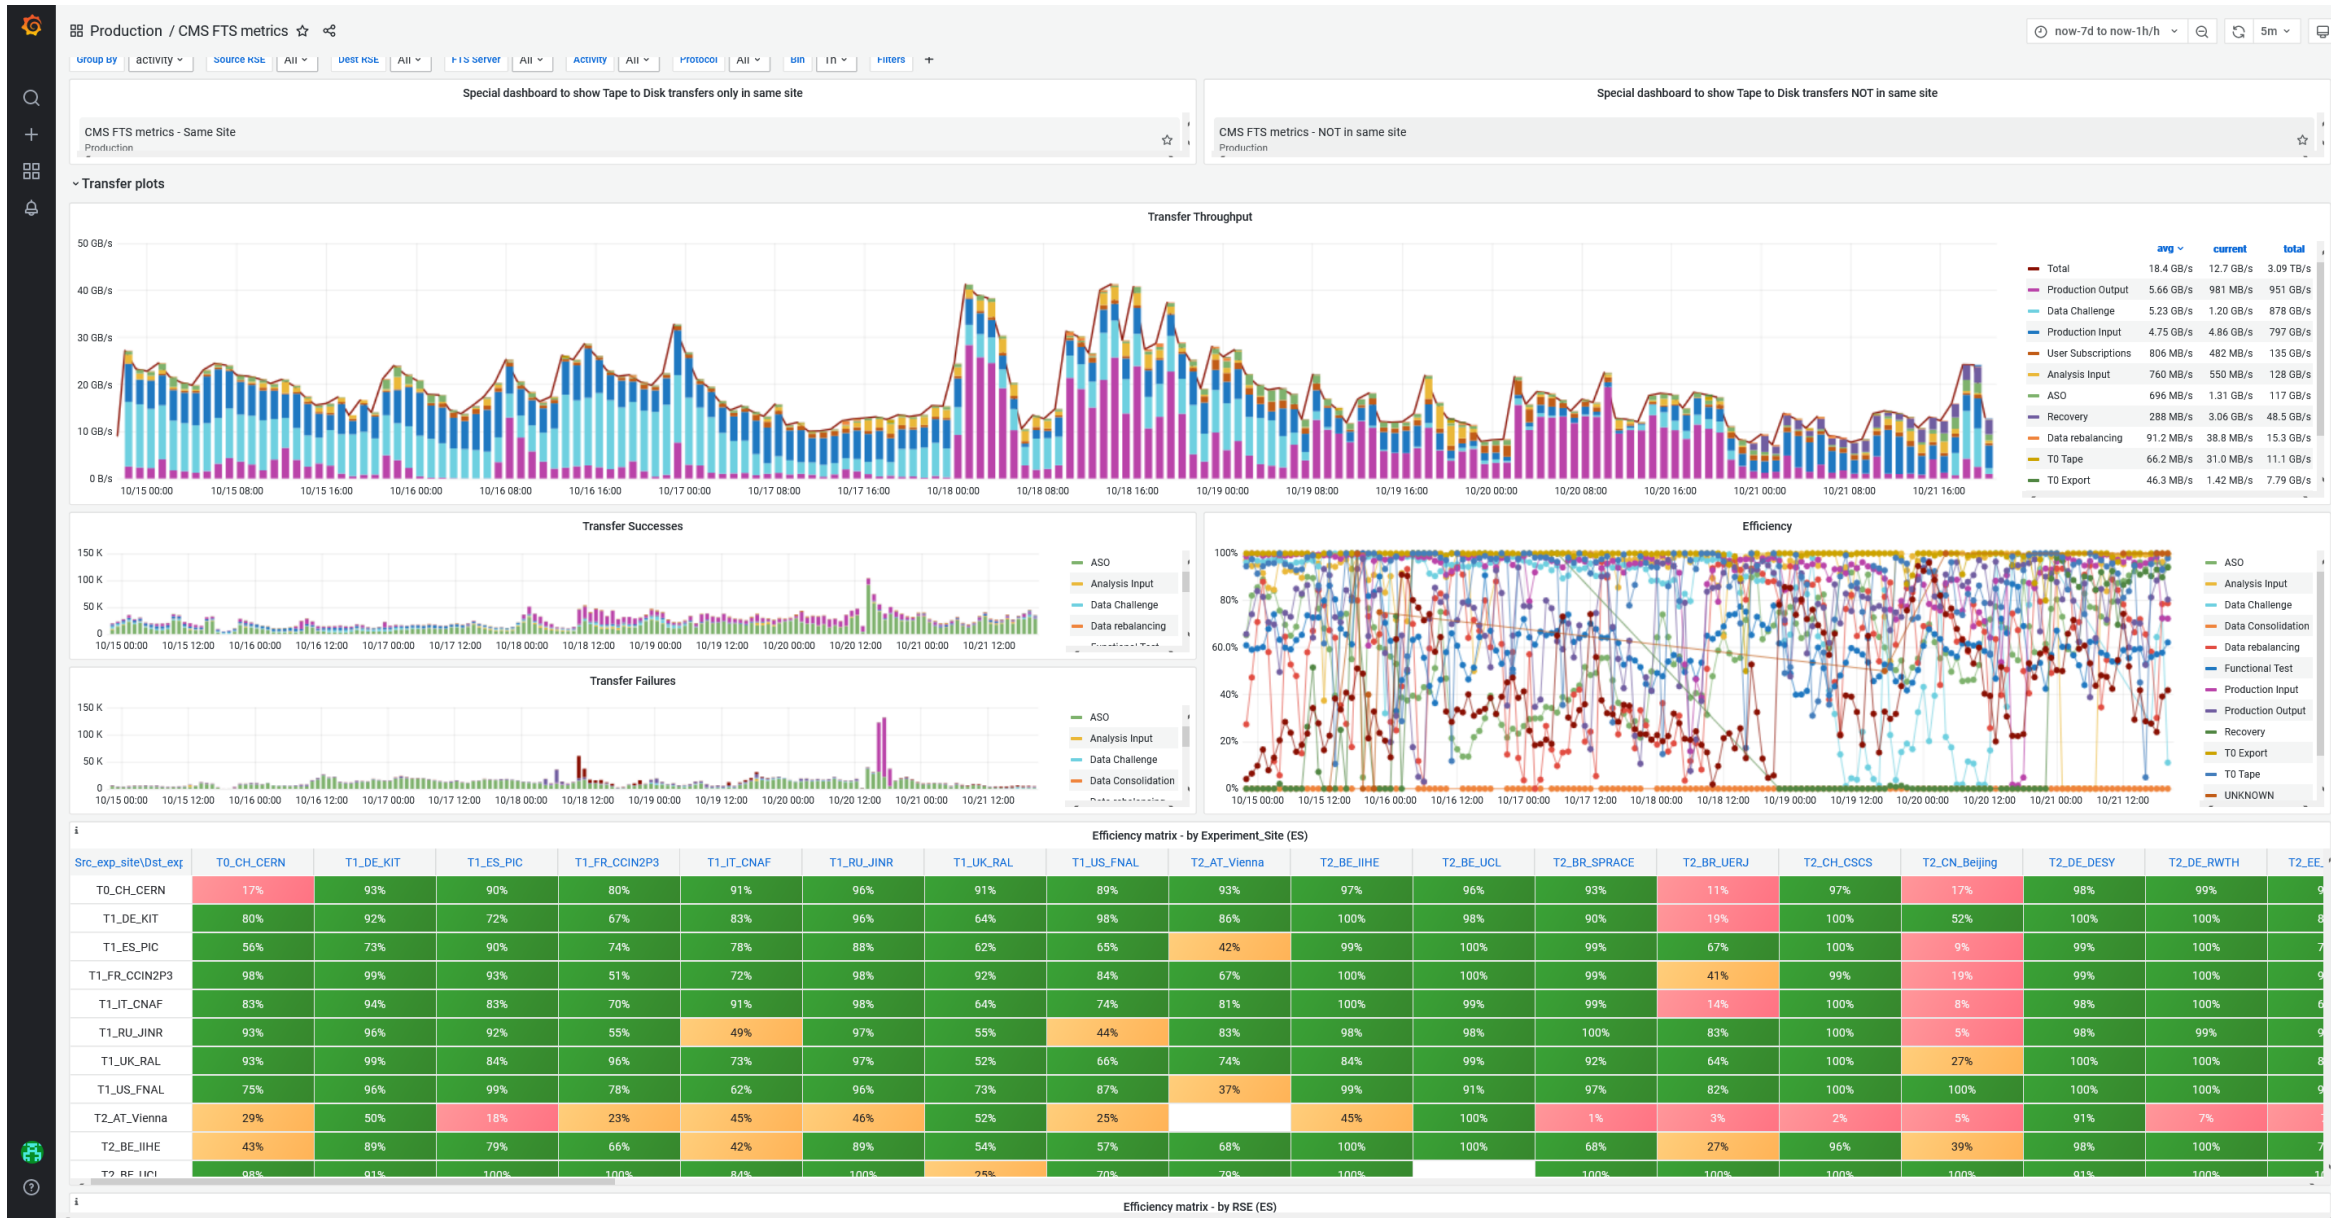 Production / CMS FTS metrics
now-7d to now-1h/h
5m
Group By activity Source RSE All Dest RSE All FTS Server All Activity All Protocol All Bin 1h Filters +
Special dashboard to show Tape to Disk transfers only in same site
CMS FTS metrics - Same Site
Production
Special dashboard to show Tape to Disk transfers NOT in same site
CMS FTS metrics - NOT in same site
Production
Transfer plots
Transfer Throughput
50 GB/s
40 GB/s
30 GB/s
20 GB/s
10 GB/s
0 B/s
10/15 00:00 10/15 08:00 10/15 16:00 10/16 00:00 10/16 08:00 10/16 16:00 10/17 00:00 10/17 08:00 10/17 16:00 10/18 00:00 10/18 08:00 10/18 16:00 10/19 00:00 10/19 08:00 10/19 16:00 10/20 00:00 10/20 08:00 10/20 16:00 10/21 00:00 10/21 08:00 10/21 16:00
avg current total
Total 18.4 GB/s 12.7 GB/s 3.09 TB/s
Production Output 5.66 GB/s 981 MB/s 951 GB/s
Data Challenge 5.23 GB/s 1.20 GB/s 878 GB/s
Production Input 4.75 GB/s 4.86 GB/s 797 GB/s
User Subscriptions 806 MB/s 482 MB/s 135 GB/s
Analysis Input 760 MB/s 550 MB/s 128 GB/s
ASO 696 MB/s 1.31 GB/s 117 GB/s
Recovery 288 MB/s 3.06 GB/s 48.5 GB/s
Data rebalancing 91.2 MB/s 38.8 MB/s 15.3 GB/s
T0 Tape 66.2 MB/s 31.0 MB/s 11.1 GB/s
T0 Export 46.3 MB/s 1.42 MB/s 7.79 GB/s
Transfer Successes
150 K
100 K
50 K
0
10/15 00:00 10/15 12:00 10/16 00:00 10/16 12:00 10/17 00:00 10/17 12:00 10/18 00:00 10/18 12:00 10/19 00:00 10/19 12:00 10/20 00:00 10/20 12:00 10/21 00:00 10/21 12:00
ASO
Analysis Input
Data Challenge
Data rebalancing
Functional Test
Transfer Failures
150 K
100 K
50 K
0
10/15 00:00 10/15 12:00 10/16 00:00 10/16 12:00 10/17 00:00 10/17 12:00 10/18 00:00 10/18 12:00 10/19 00:00 10/19 12:00 10/20 00:00 10/20 12:00 10/21 00:00 10/21 12:00
ASO
Analysis Input
Data Challenge
Data Consolidation
Data rebalancing
Efficiency
100%
80%
60.0%
40%
20%
0%
10/15 00:00 10/15 12:00 10/16 00:00 10/16 12:00 10/17 00:00 10/17 12:00 10/18 00:00 10/18 12:00 10/19 00:00 10/19 12:00 10/20 00:00 10/20 12:00 10/21 00:00 10/21 12:00
ASO
Analysis Input
Data Challenge
Data Consolidation
Data rebalancing
Functional Test
Production Input
Production Output
Recovery
T0 Export
T0 Tape
UNKNOWN
Efficiency matrix - by Experiment_Site (ES)
Src_exp_site\Dst_exp T0_CH_CERN T1_DE_KIT T1_ES_PIC T1_FR_CCIN2P3 T1_IT_CNAF T1_RU_JINR T1_UK_RAL T1_US_FNAL T2_AT_Vienna T2_BE_IIHE T2_BE_UCL T2_BR_SPRACE T2_BR_UERJ T2_CH_CSCS T2_CN_Beijing T2_DE_DESY T2_DE_RWTH T2_EE_
T0_CH_CERN 17% 93% 90% 80% 91% 96% 91% 89% 93% 97% 96% 93% 11% 97% 17% 98% 99% 9
T1_DE_KIT 80% 92% 72% 67% 83% 96% 64% 98% 86% 100% 98% 90% 19% 100% 52% 100% 100% 8
T1_ES_PIC 56% 73% 90% 74% 78% 88% 62% 65% 42% 99% 100% 99% 67% 100% 9% 99% 100% 7
T1_FR_CCIN2P3 98% 99% 93% 51% 72% 98% 92% 84% 67% 100% 100% 99% 41% 99% 19% 99% 100% 9
T1_IT_CNAF 83% 94% 83% 70% 91% 98% 64% 74% 81% 100% 99% 99% 14% 100% 8% 98% 100% 6
T1_RU_JINR 93% 96% 92% 55% 49% 97% 55% 44% 83% 98% 98% 100% 83% 100% 5% 98% 99% 9
T1_UK_RAL 93% 99% 84% 96% 73% 97% 52% 66% 74% 84% 99% 92% 64% 100% 27% 100% 100% 8
T1_US_FNAL 75% 96% 99% 78% 62% 96% 73% 87% 37% 99% 91% 97% 82% 100% 100% 100% 100% 9
T2_AT_Vienna 29% 50% 18% 23% 45% 46% 52% 25% 45% 100% 1% 3% 2% 5% 91% 7%
T2_BE_IIHE 43% 89% 79% 66% 42% 89% 54% 57% 68% 100% 100% 68% 27% 96% 39% 98% 100% 7
T2_BE_UCL 98% 91% 100% 100% 84% 100% 25% 70% 79% 100% 100% 100% 100% 100% 91% 100% 10
Efficiency matrix - by RSE (ES)